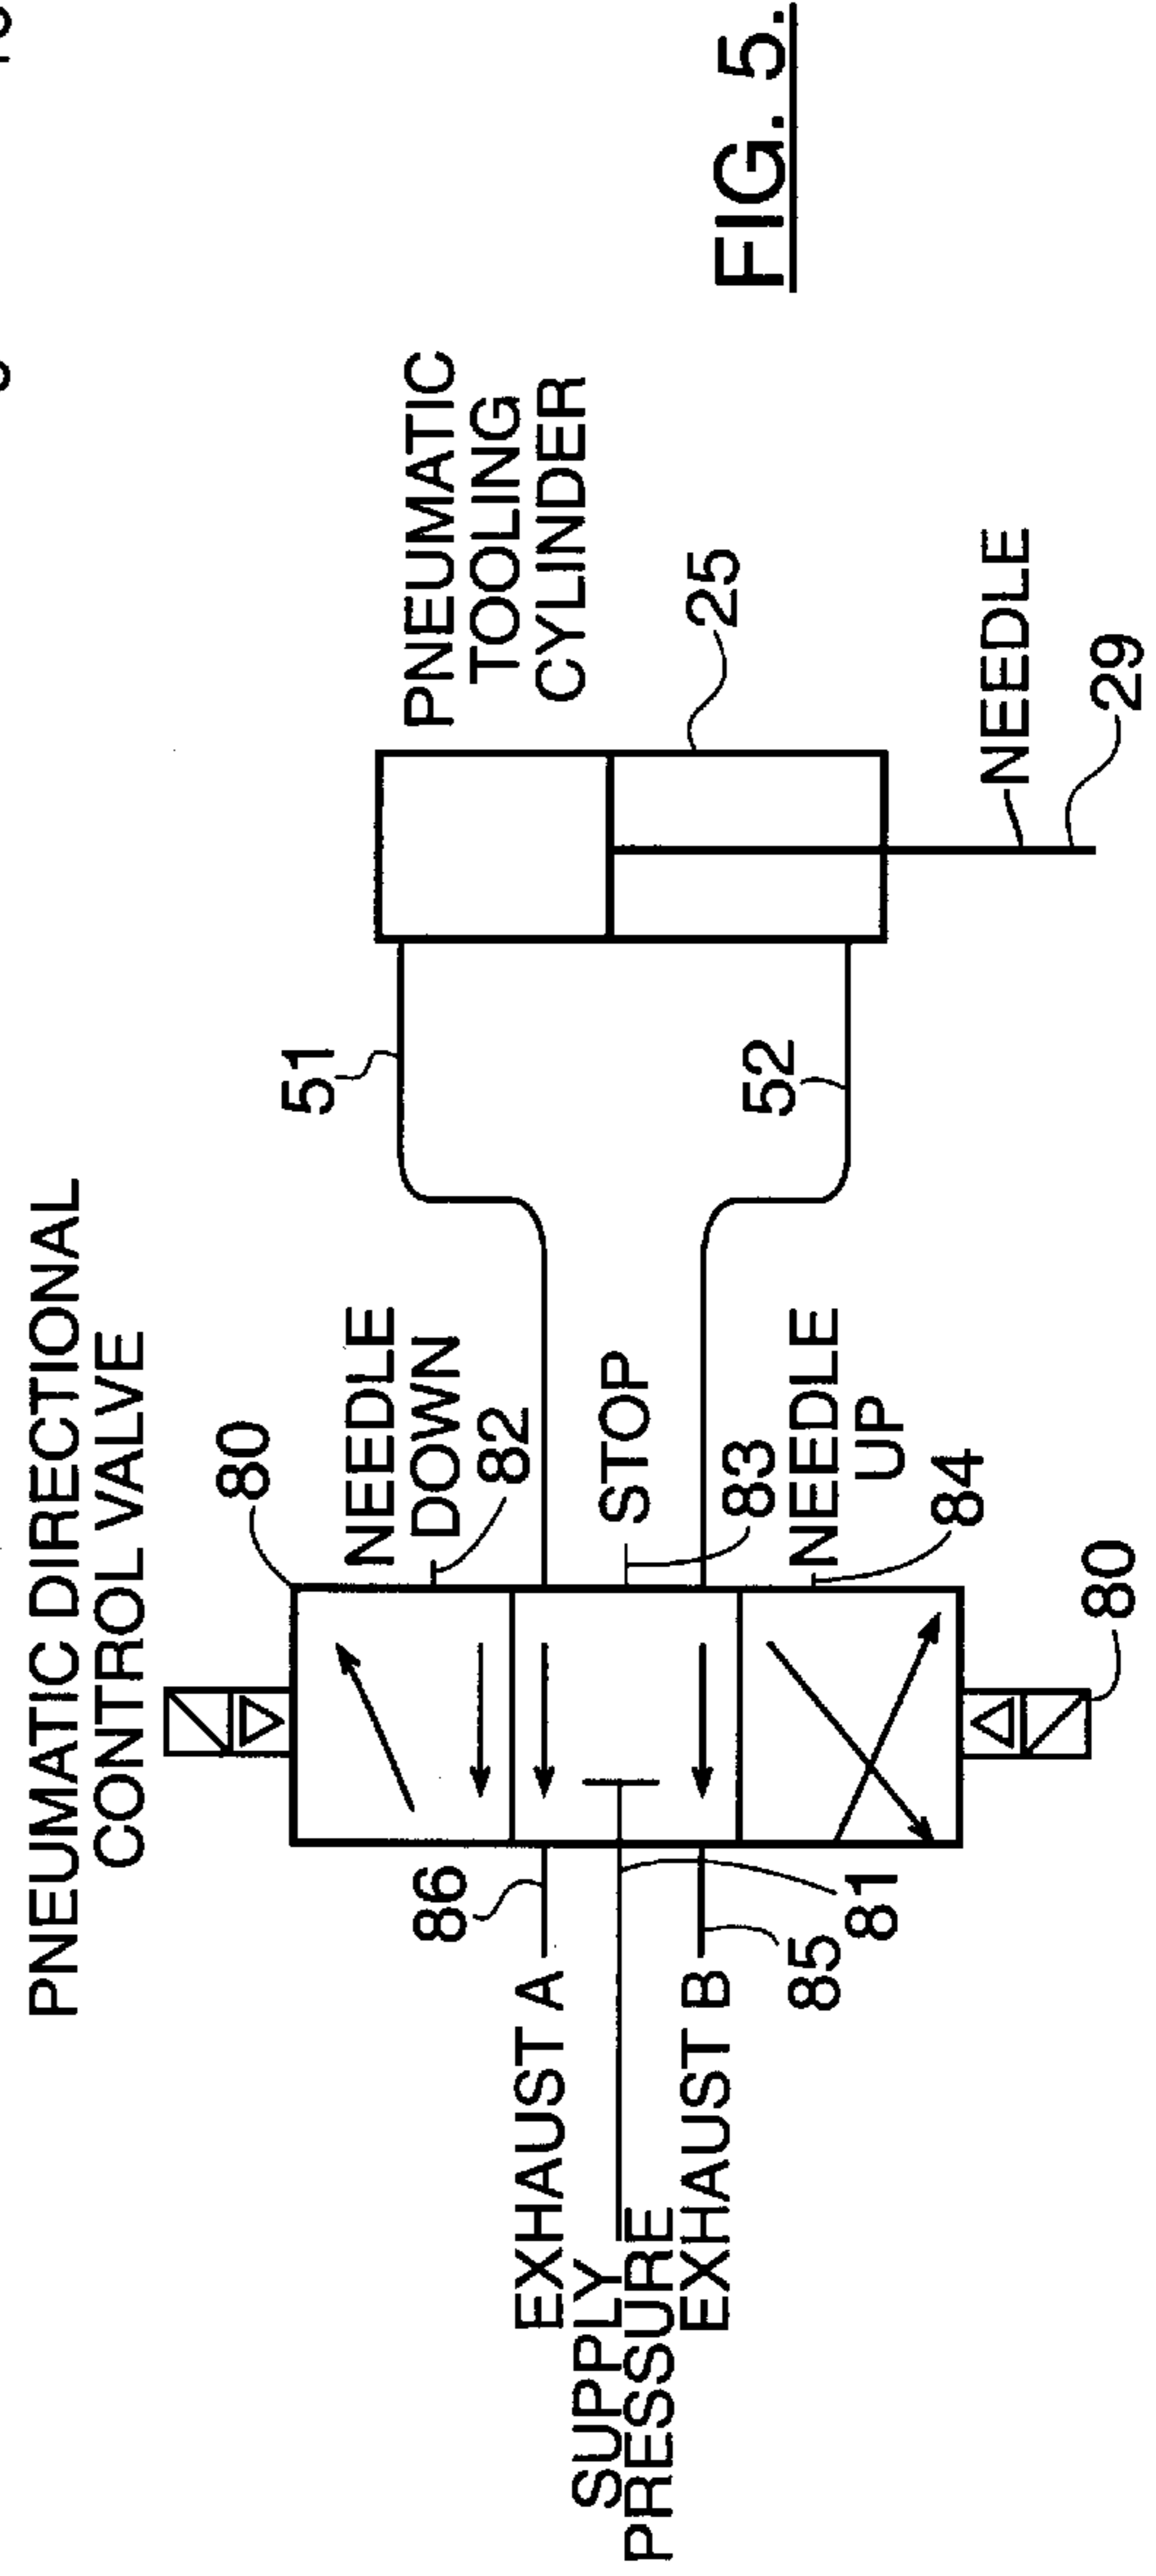 PNEUMATIC DIRECTIONAL
CONTROL VALVE
80
NEEDLE
DOWN
82
51
PNEUMATIC
TOOLING
CYLINDER
25
86
EXHAUST A
SUPPLY
PRESSURE
EXHAUST B
85
81
STOP
83
NEEDLE
UP
84
80
52
NEEDLE
29
FIG. 5.